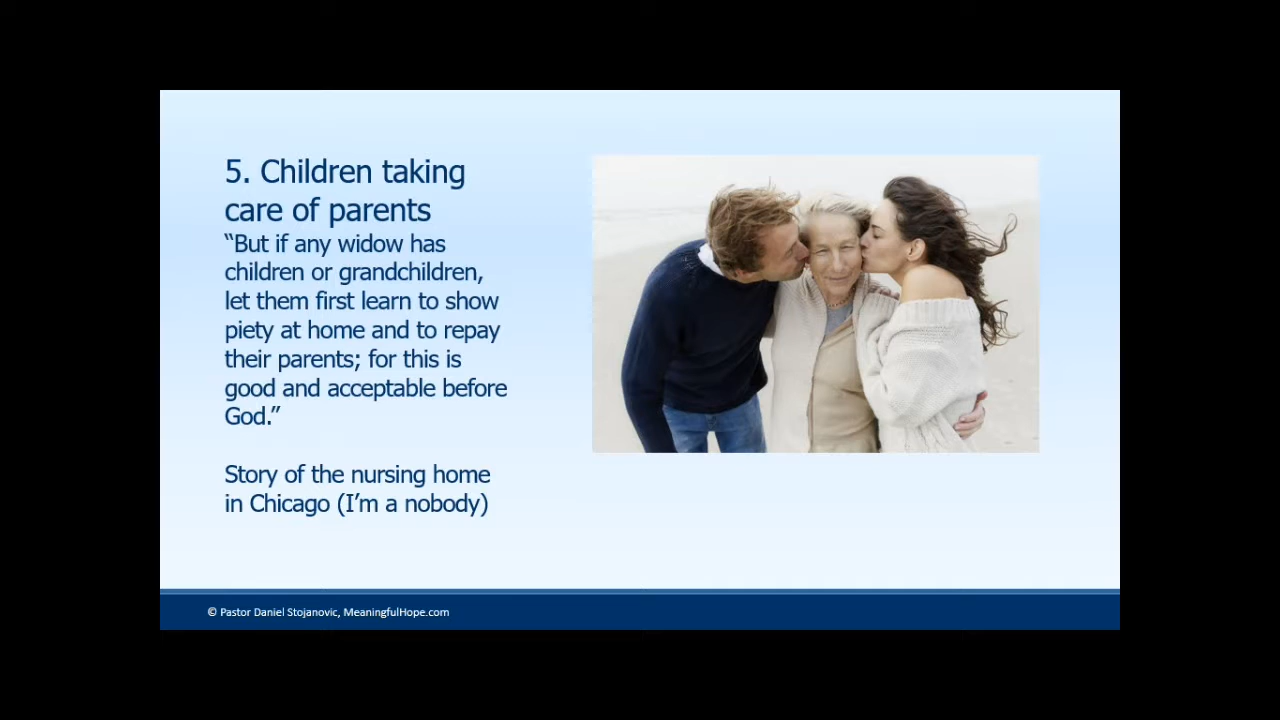 5. Children taking
care of parents
“But if any widow has
children or grandchildren,
let them first learn to show
piety at home and to repay
their parents; for this is
good and acceptable before
God.”
Story of the nursing home
in Chicago (I’m a nobody)
© Pastor Daniel Stojanovic, MeaningfulHope.com